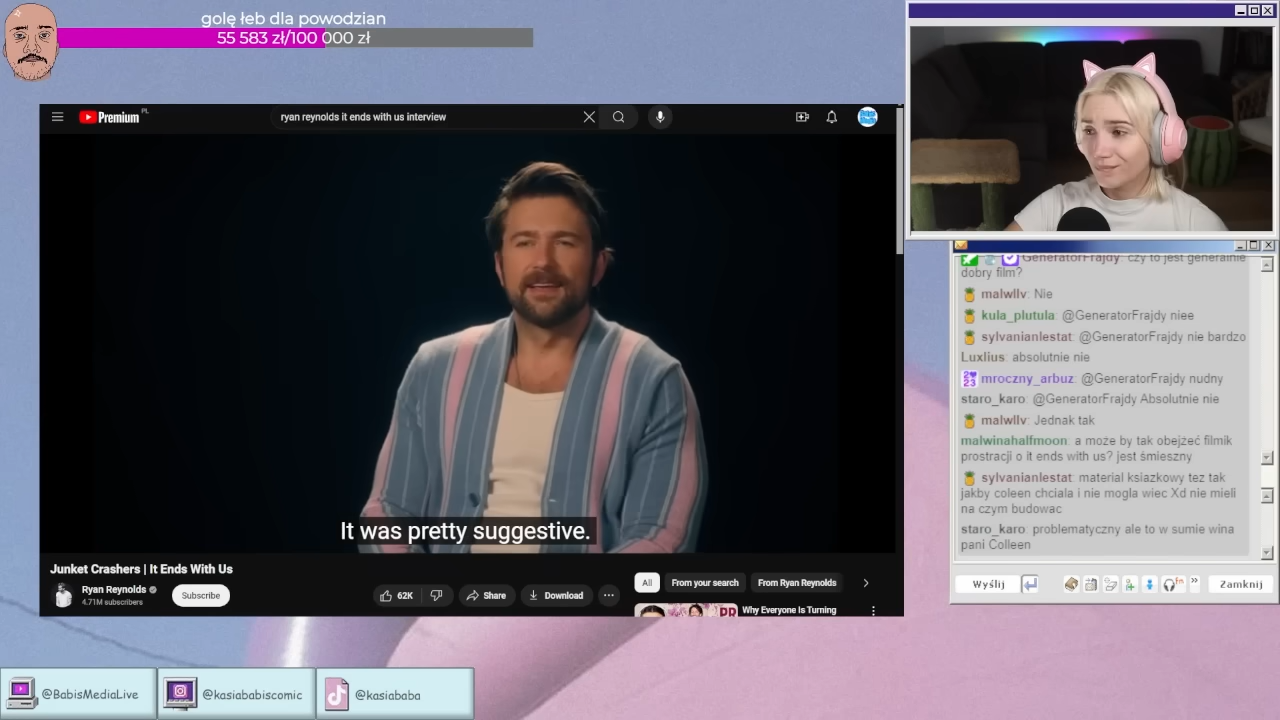 golę łeb dla powodzian
55 583 zł/100 000 zł
Premium PL
ryan reynolds it ends with us interview
It was pretty suggestive.
Junket Crashers | It Ends With Us
Ryan Reynolds
4.71M subscribers
Subscribe
62K
Share
Download
All
From your search
From Ryan Reynolds
PR
Why Everyone Is Turning
GeneratorFrajdy: czy to jest generalnie
dobry film?
malwllv: Nie
kula_plutula: @GeneratorFrajdy niee
sylvanianlestat: @GeneratorFrajdy nie bardzo
Luxlius: absolutnie nie
mroczny_arbuz: @GeneratorFrajdy nudny
staro_karo: @GeneratorFrajdy Absolutnie nie
malwllv: Jednak tak
malwinahalfmoon: a może by tak obejżeć filmik
prostracji o it ends with us? jest śmieszny
sylvanianlestat: material ksiazkowy tez tak
jakby coleen chciala i nie mogla wiec Xd nie mieli
na czym budowac
staro_karo: problematyczny ale to w sumie wina
pani Colleen
Wyślij
Zamknij
@BabisMediaLive
@kasiababiscomic
@kasiababa